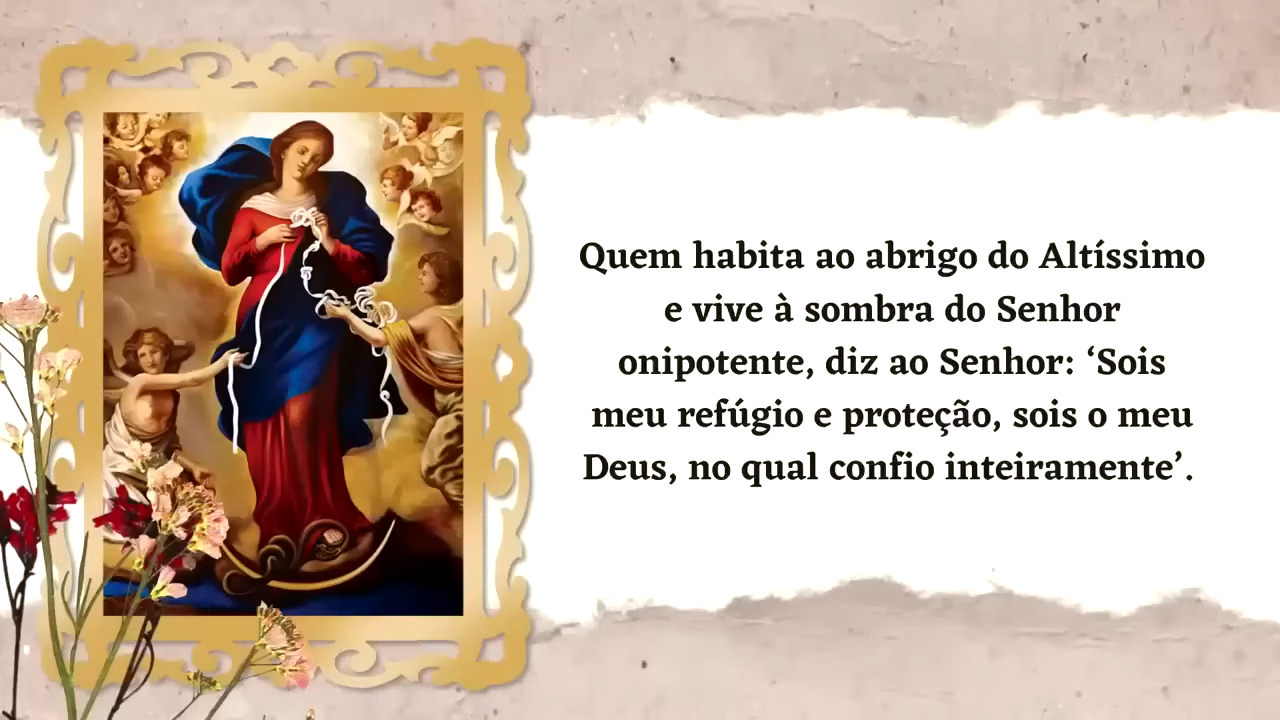 Quem habita ao abrigo do Altíssimo
e vive à sombra do Senhor
onipotente, diz ao Senhor: ‘Sois
meu refúgio e proteção, sois o meu
Deus, no qual confio inteiramente’.